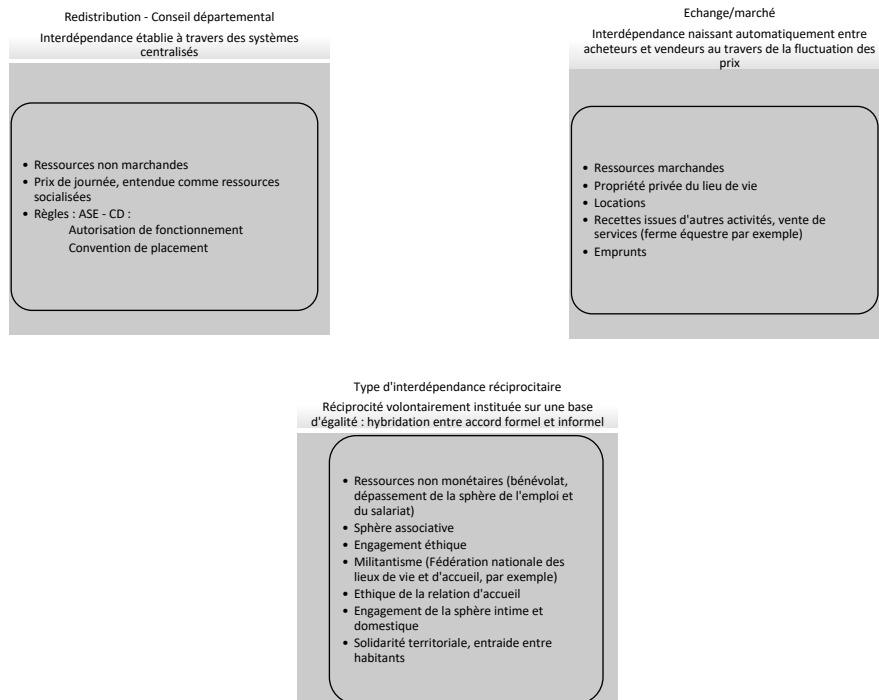 Redistribution - Conseil départemental
Interdépendance établie à travers des systèmes
centralisés
• Ressources non marchandes
• Prix de journée, entendue comme ressources
socialisées
• Règles : ASE - CD :
Autorisation de fonctionnement
Convention de placement
Echange/marché
Interdépendance naissant automatiquement entre
acheteurs et vendeurs au travers de la fluctuation des
prix
• Ressources marchandes
• Propriété privée du lieu de vie
• Locations
• Recettes issues d'autres activités, vente de
services (ferme équestre par exemple)
• Emprunts
Type d'interdépendance réciprocitaire
Réciprocité volontairement instituée sur une base
d'égalité : hybridation entre accord formel et informel
• Ressources non monétaires (bénévolat,
dépassement de la sphère de l'emploi et
du salariat)
• Sphère associative
• Engagement éthique
• Militantisme (Fédération nationale des
lieux de vie et d'accueil, par exemple)
• Ethique de la relation d'accueil
• Engagement de la sphère intime et
domestique
• Solidarité territoriale, entraide entre
habitants